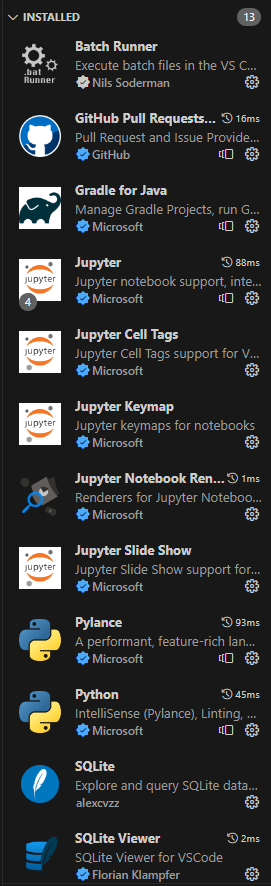 INSTALLED 13
.bat
Runner
Batch Runner
Execute batch files in the VS C...
Nils Soderman
GitHub Pull Requests... 16ms
Pull Request and Issue Provide...
GitHub
Gradle for Java
Manage Gradle Projects, run G...
Microsoft
jupyter
4
Jupyter 88ms
Jupyter notebook support, inte...
Microsoft
jupyter
Jupyter Cell Tags
Jupyter Cell Tags support for V...
Microsoft
jupyter
Jupyter Keymap
Jupyter keymaps for notebooks
Microsoft
Jupyter Notebook Ren... 1ms
Renderers for Jupyter Noteboo...
Microsoft
jupyter
Jupyter Slide Show
Jupyter Slide Show support for...
Microsoft
Pylance 93ms
A performant, feature-rich lan...
Microsoft
Python 45ms
IntelliSense (Pylance), Linting, ...
Microsoft
SQLite
Explore and query SQLite data...
alexcvzz
SQLite Viewer 2ms
SQLite Viewer for VSCode
Florian Klampfer